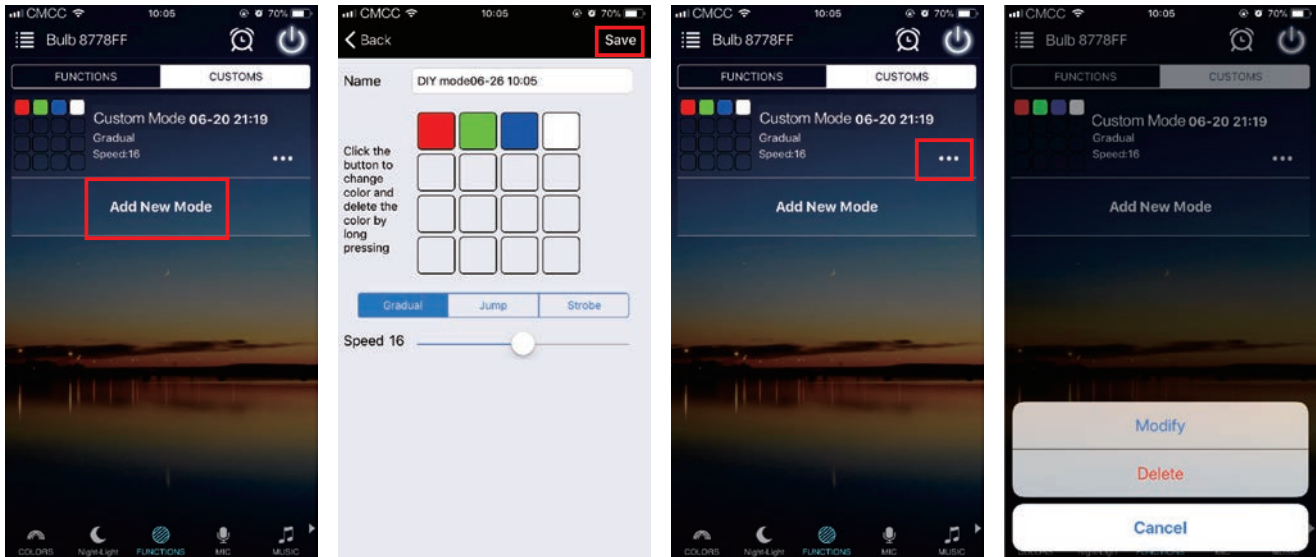 CMCC 10:05 70%
Bulb 8778FF
FUNCTIONS CUSTOMS
Custom Mode 06-20 21:19
Gradual
Speed:16
Add New Mode
COLORS Night-Light FUNCTIONS MIC MUSIC
CMCC 10:05 70%
Back Save
Name DIY mode06-26 10:05
Click the
button to
change
color and
delete the
color by
long
pressing
Gradual Jump Strobe
Speed 16
CMCC 10:05 70%
Bulb 8778FF
FUNCTIONS CUSTOMS
Custom Mode 06-20 21:19
Gradual
Speed:16
Add New Mode
COLORS Night-Light FUNCTIONS MIC MUSIC
CMCC 10:05 70%
Bulb 8778FF
FUNCTIONS CUSTOMS
Custom Mode 06-20 21:19
Gradual
Speed:16
Add New Mode
Modify
Delete
Cancel